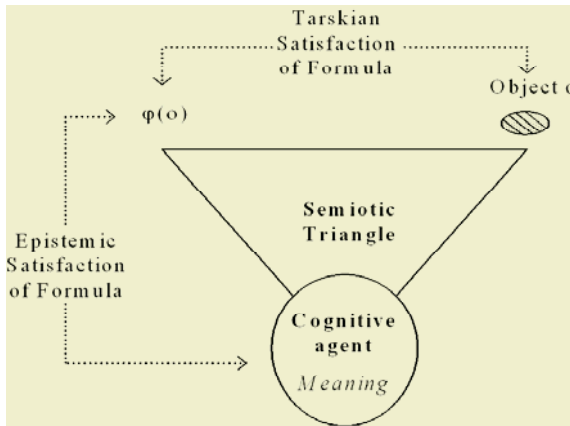 Tarskian
Satisfaction
of Formula
φ(o)
Object o
Semiotic
Triangle
Epistemic
Satisfaction
of Formula
Cognitive
agent
Meaning